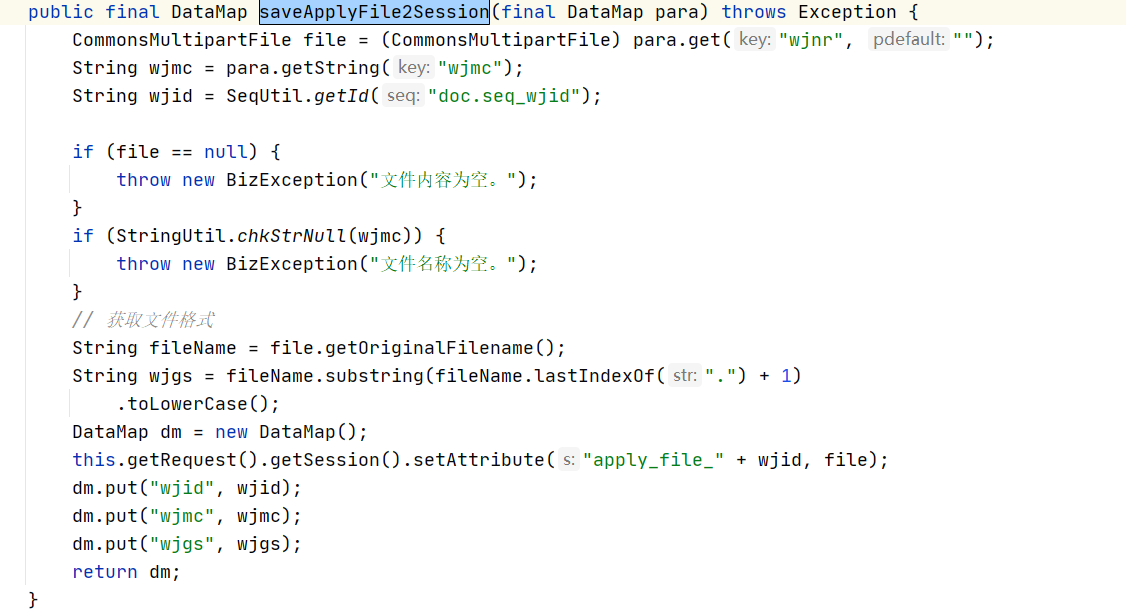 public final DataMap saveApplyFile2Session(final DataMap para) throws Exception {
    CommonsMultipartFile file = (CommonsMultipartFile) para.get( key: "wjnr", pdefault: "");
    String wjmc = para.getString( key: "wjmc");
    String wjid = SeqUtil.getId( seq: "doc.seq_wjid");
    if (file == null) {
        throw new BizException("文件内容为空。");
    }
    if (StringUtil.chkStrNull(wjmc)) {
        throw new BizException("文件名称为空。");
    }
    // 获取文件格式
    String fileName = file.getOriginalFilename();
    String wjgs = fileName.substring(fileName.lastIndexOf( str: ".") + 1)
        .toLowerCase();
    DataMap dm = new DataMap();
    this.getRequest().getSession().setAttribute( s: "apply_file_" + wjid, file);
    dm.put("wjid", wjid);
    dm.put("wjmc", wjmc);
    dm.put("wjgs", wjgs);
    return dm;
}